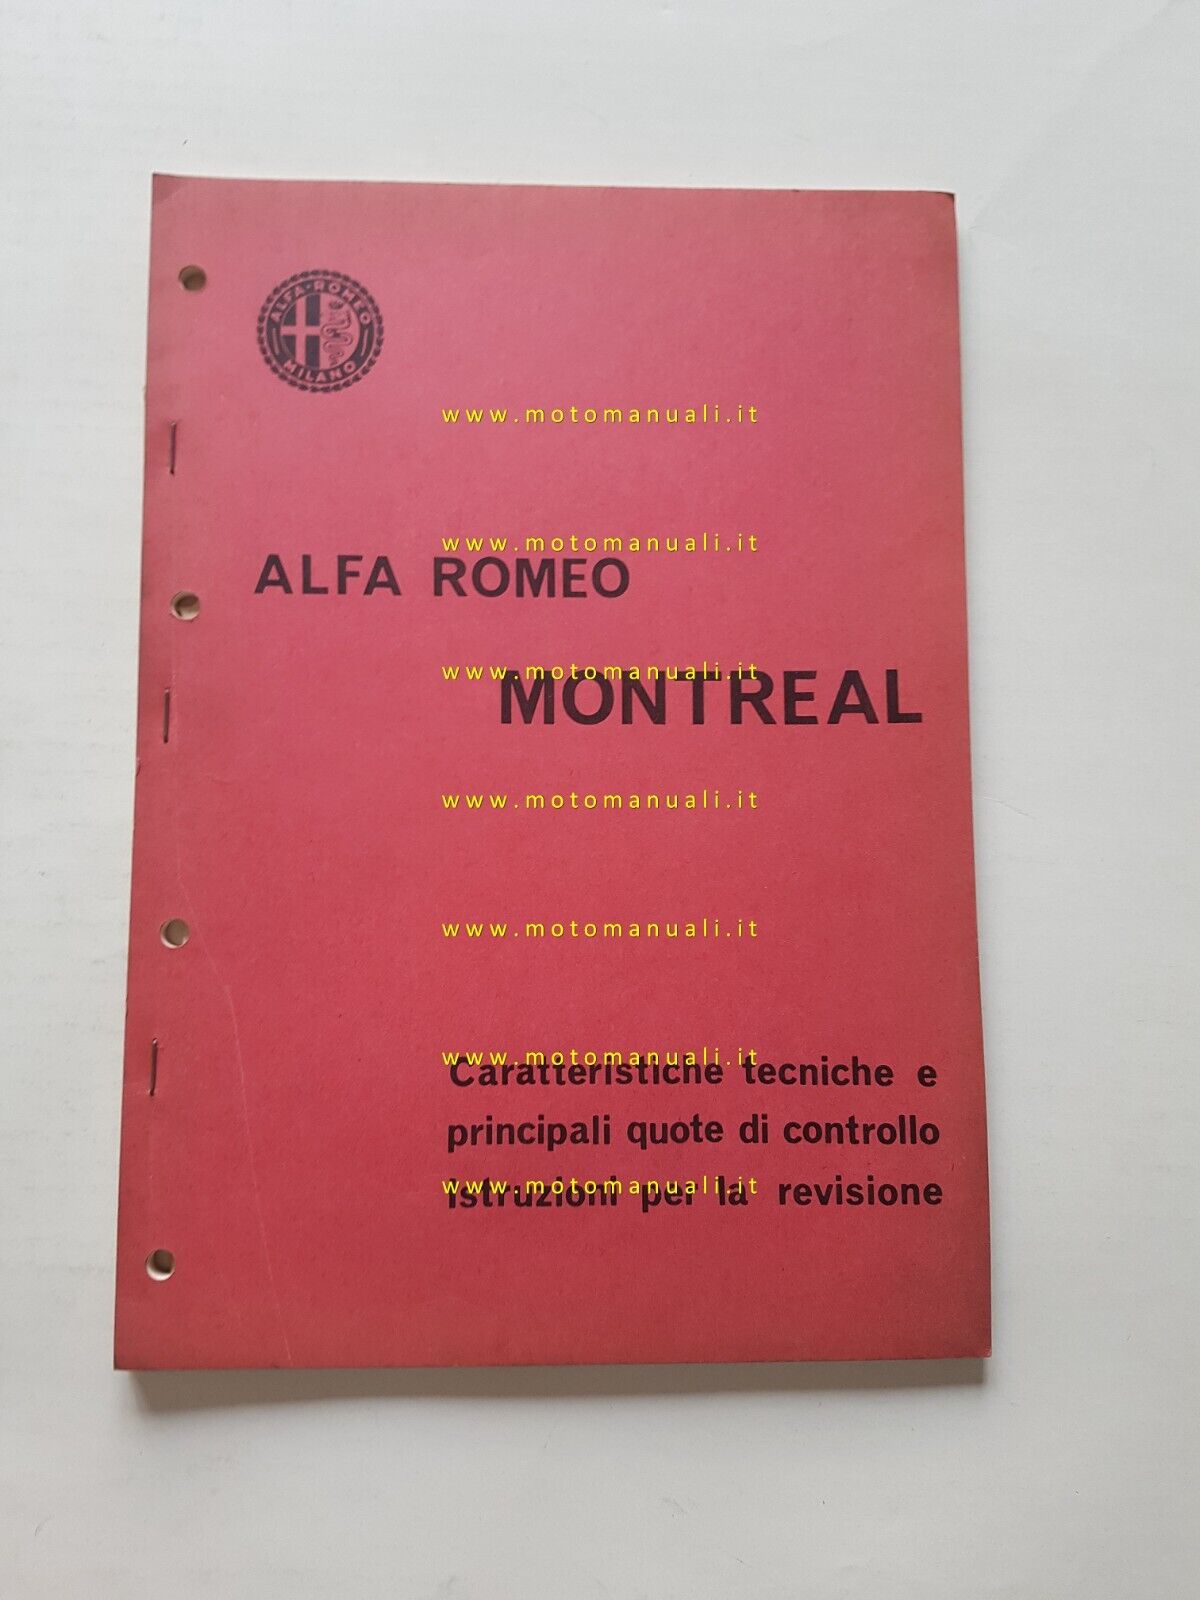 ALFA-ROMEO
MILANO
www.motomanuali.it
www.motomanuali.it
ALFA ROMEO
www.motomanuali.it
MONTREAL
www.motomanuali.it
www.motomanuali.it
www.motomanuali.it
Caratteristiche tecniche e
principali quote di controllo
www.motomanuali.it
Istruzioni per la revisione